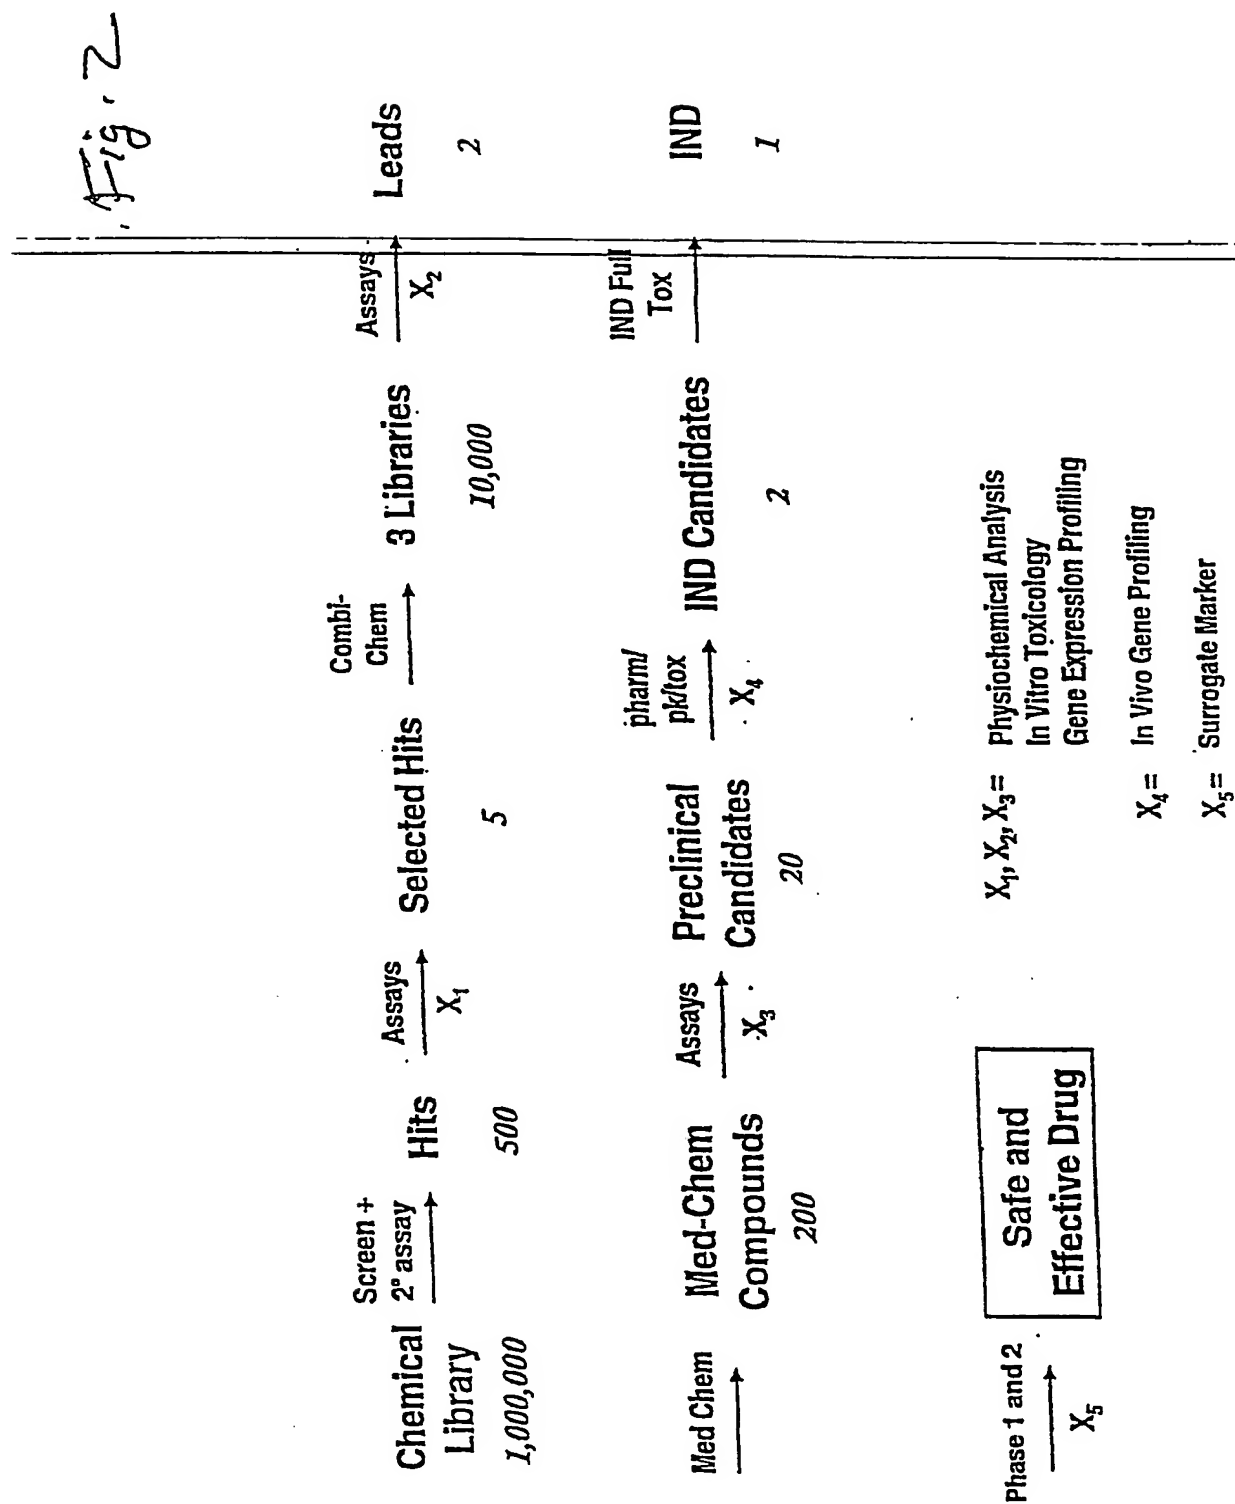 Fig. 2
Screen +
2° assay
Assays
X₁
Combi-
Chem
Assays
X₂
Chemical
Library
Hits
Selected Hits
3 Libraries
Leads
1,000,000
500
5
10,000
2
Med Chem
Assays
X₃
pharm/
pk/tox
X₄
IND Full
Tox
Med-Chem
Compounds
Preclinical
Candidates
IND Candidates
IND
200
20
2
1
Phase 1 and 2
X₅
Safe and
Effective Drug
X₁, X₂, X₃= Physiochemical Analysis
In Vitro Toxicology
Gene Expression Profiling
X₄= In Vivo Gene Profiling
X₅= Surrogate Marker